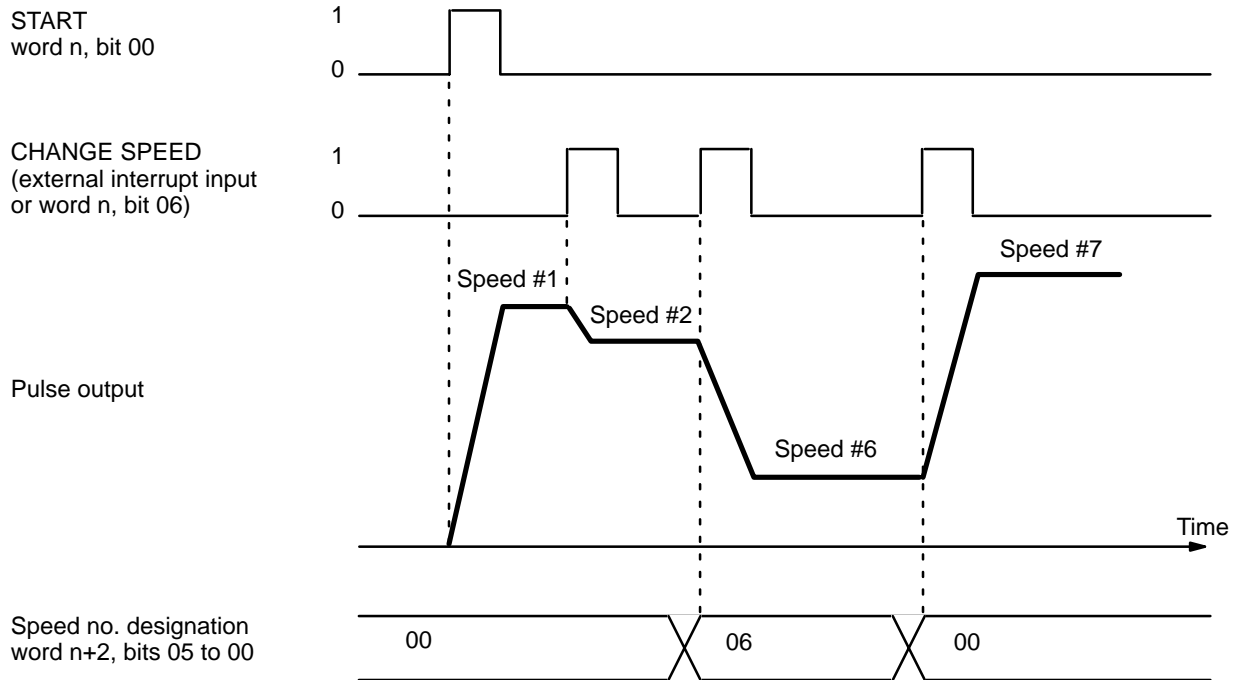 START
word n, bit 00
1
0
CHANGE SPEED
(external interrupt input
or word n, bit 06)
1
0
Speed #1
Speed #2
Speed #6
Speed #7
Pulse output
Time
Speed no. designation
word n+2, bits 05 to 00
00
06
00